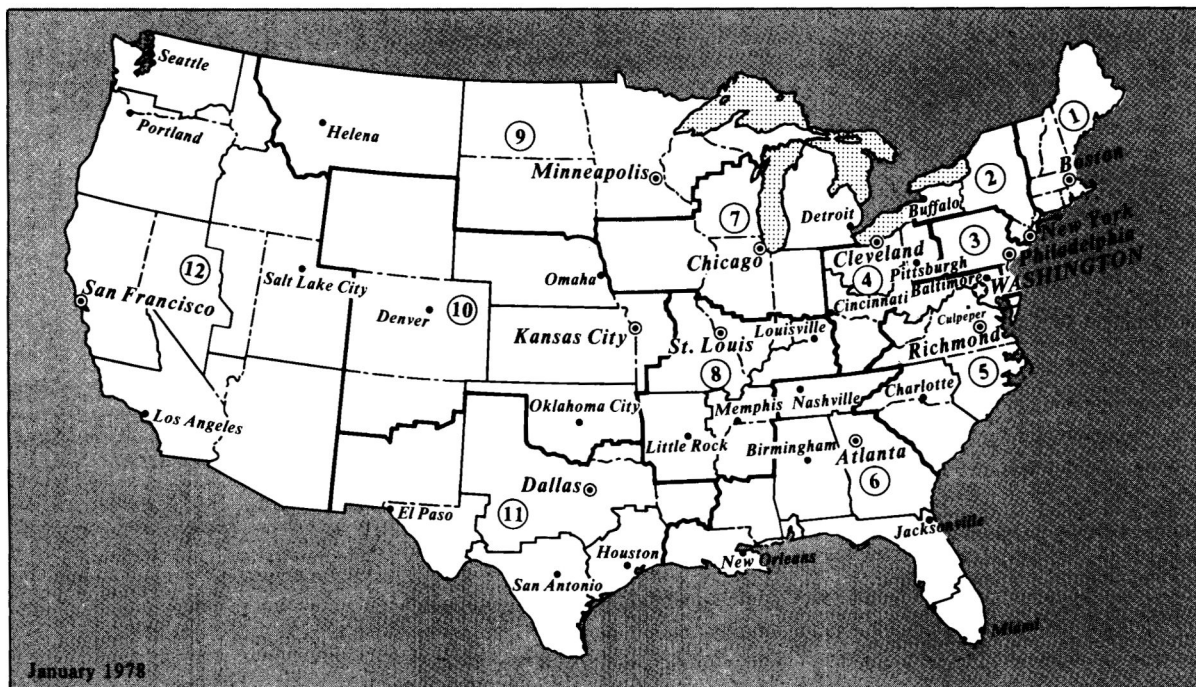 Seattle
Portland
Helena
9
Minneapolis
1
Boston
2
Buffalo
New York
3
Philadelphia
WASHINGTON
7
Detroit
Cleveland
4
Pittsburgh
Baltimore
Cincinnati
Chicago
12
San Francisco
Salt Lake City
Omaha
Denver
10
Kansas City
St. Louis
Louisville
Culpeper
Richmond
8
5
Charlotte
Los Angeles
Oklahoma City
Memphis
Nashville
Little Rock
Birmingham
Atlanta
6
Dallas
El Paso
11
Houston
San Antonio
New Orleans
Jacksonville
Miami
January 1978